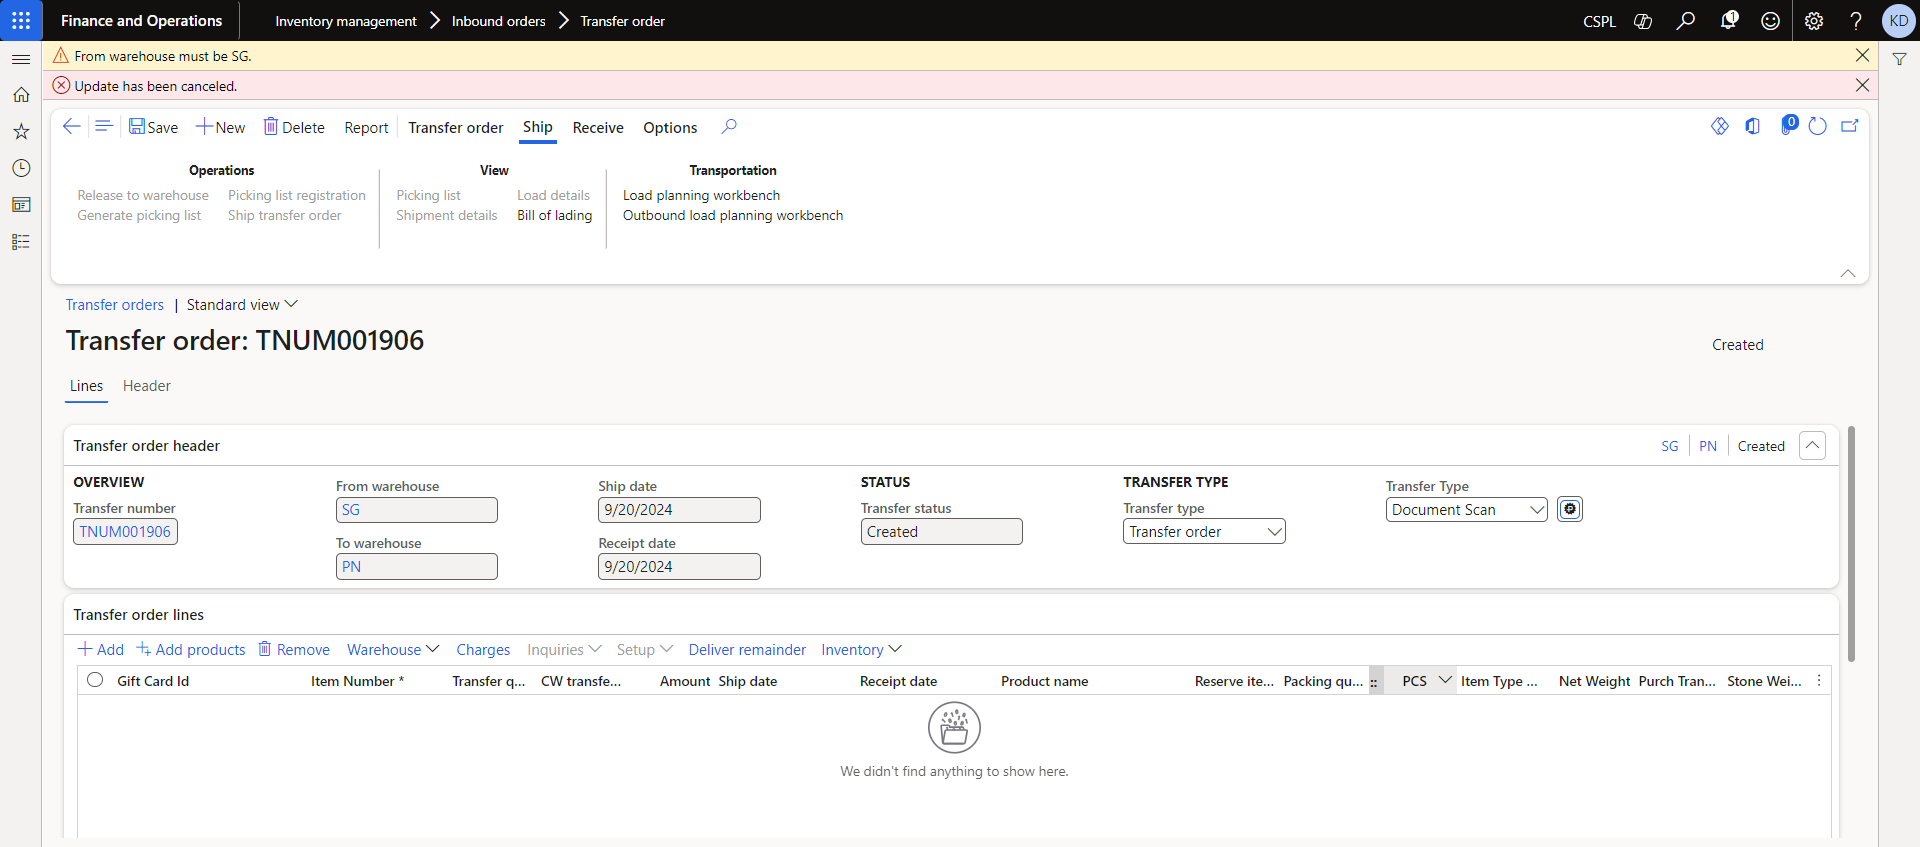 Finance and Operations
Inventory management
Inbound orders
Transfer order
CSPL
1
KD
From warehouse must be SG.
Update has been canceled.
Save
New
Delete
Report
Transfer order
Ship
Receive
Options
0
Operations
View
Transportation
Release to warehouse
Picking list registration
Picking list
Load details
Load planning workbench
Generate picking list
Ship transfer order
Shipment details
Bill of lading
Outbound load planning workbench
Transfer orders | Standard view
Transfer order: TNUM001906
Created
Lines
Header
Transfer order header
SG
PN
Created
OVERVIEW
Transfer number
TNUM001906
From warehouse
SG
To warehouse
PN
Ship date
9/20/2024
Receipt date
9/20/2024
STATUS
Transfer status
Created
TRANSFER TYPE
Transfer type
Transfer order
Transfer Type
Document Scan
Transfer order lines
Add
Add products
Remove
Warehouse
Charges
Inquiries
Setup
Deliver remainder
Inventory
Gift Card Id
Item Number *
Transfer q...
CW transfe...
Amount
Ship date
Receipt date
Product name
Reserve ite...
Packing qu...
PCS
Item Type ...
Net Weight
Purch Tran...
Stone Wei...
We didn't find anything to show here.